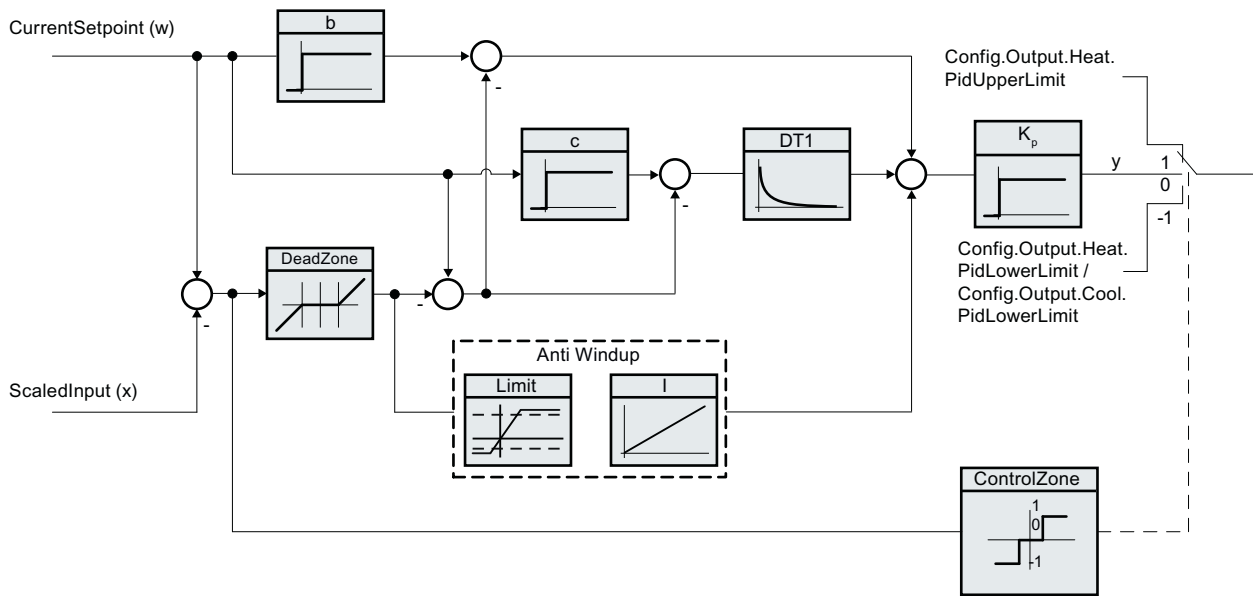 CurrentSetpoint (w)
b
-
Config.Output.Heat.
PidUpperLimit
c
-
DT1
Kp
y
1
0
-1
DeadZone
-
-
Config.Output.Heat.
PidLowerLimit /
Config.Output.Cool.
PidLowerLimit
Anti Windup
ScaledInput (x)
Limit
I
ControlZone
1
0
-1